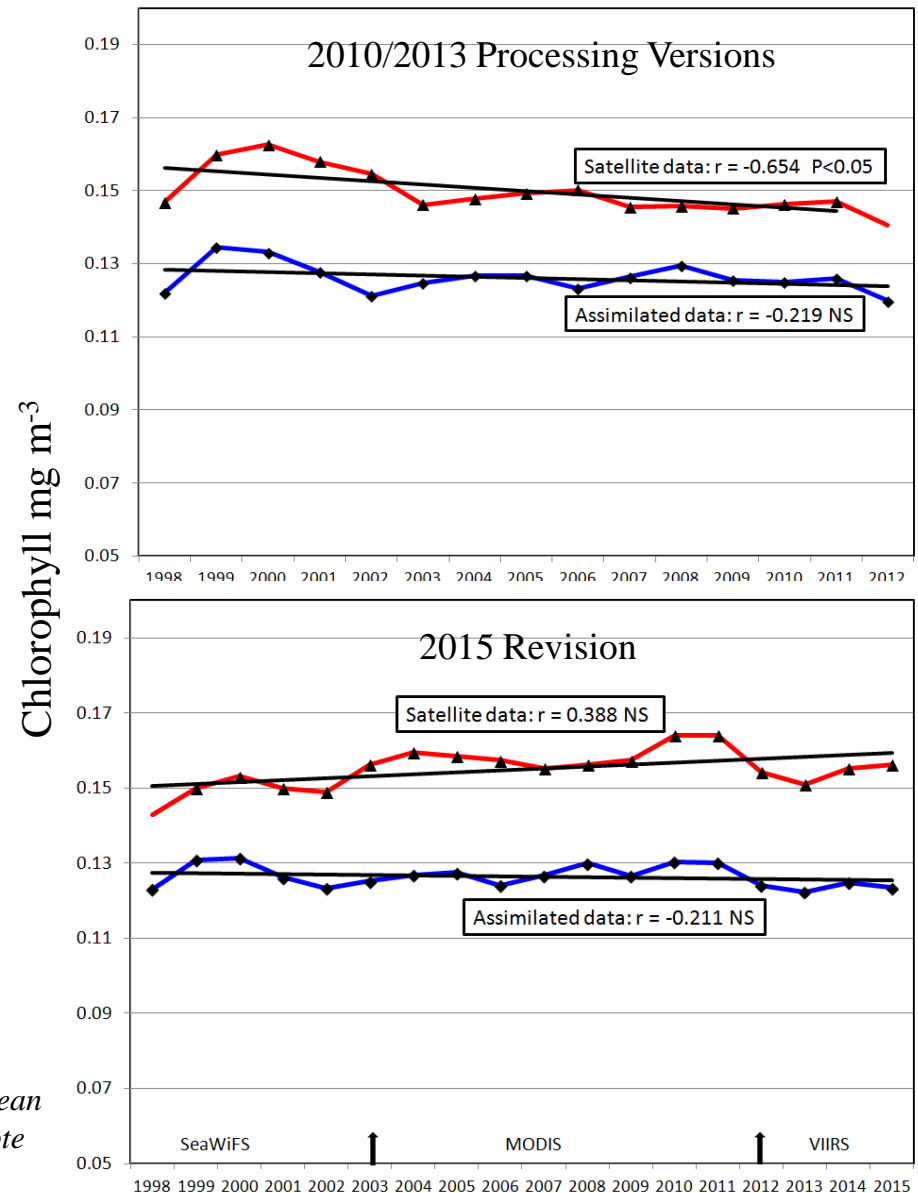 2010/2013 Processing Versions
0.19
0.17
0.15
0.13
0.11
0.09
0.07
0.05
Satellite data: r = -0.654 P<0.05
Assimilated data: r = -0.219 NS
1998 1999 2000 2001 2002 2003 2004 2005 2006 2007 2008 2009 2010 2011 2012
Chlorophyll mg m⁻³
2015 Revision
0.19
0.17
0.15
0.13
0.11
0.09
0.07
0.05
Satellite data: r = 0.388 NS
Assimilated data: r = -0.211 NS
SeaWiFS MODIS VIIRS
1998 1999 2000 2001 2002 2003 2004 2005 2006 2007 2008 2009 2010 2011 2012 2013 2014 2015